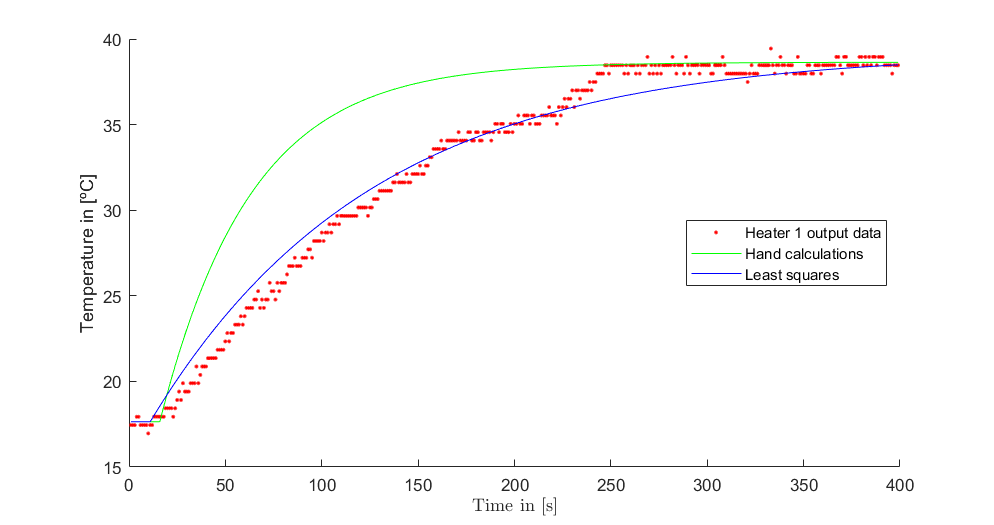 40
35
30
25
20
15
Temperature in [ºC]
0 50 100 150 200 250 300 350 400
Time in [s]
Heater 1 output data
Hand calculations
Least squares